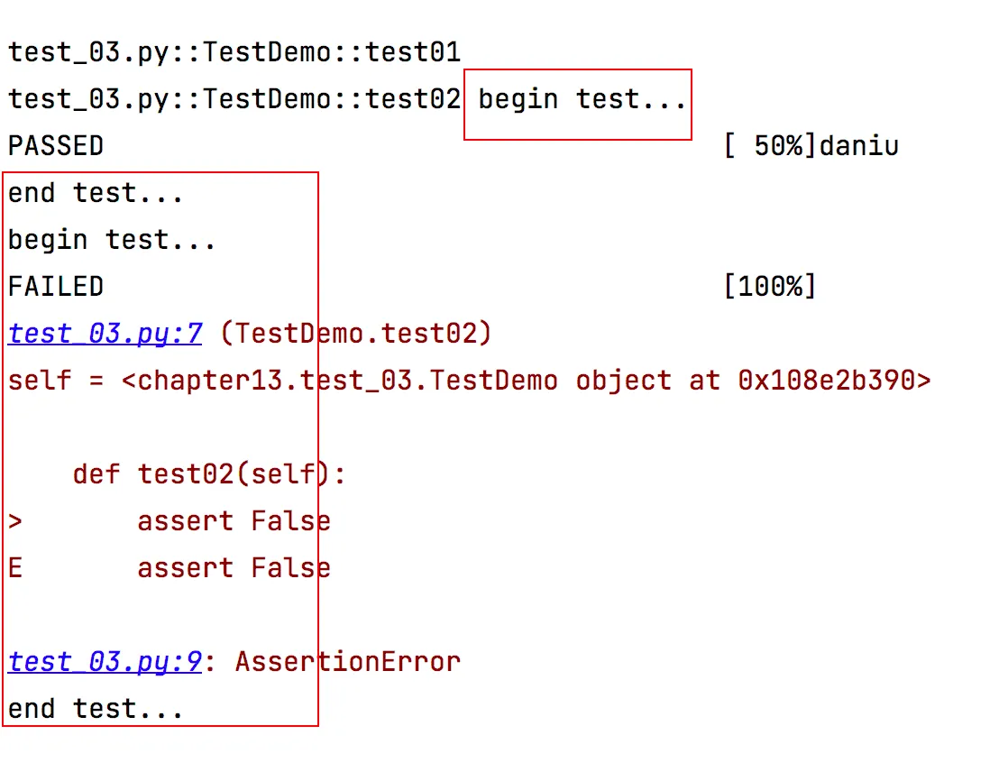 test_03.py::TestDemo::test01
test_03.py::TestDemo::test02 begin test...
PASSED [ 50%]daniu
end test...
begin test...
FAILED [100%]
test_03.py:7 (TestDemo.test02)
self = <chapter13.test_03.TestDemo object at 0x108e2b390>
def test02(self):
> assert False
E assert False
test_03.py:9: AssertionError
end test...